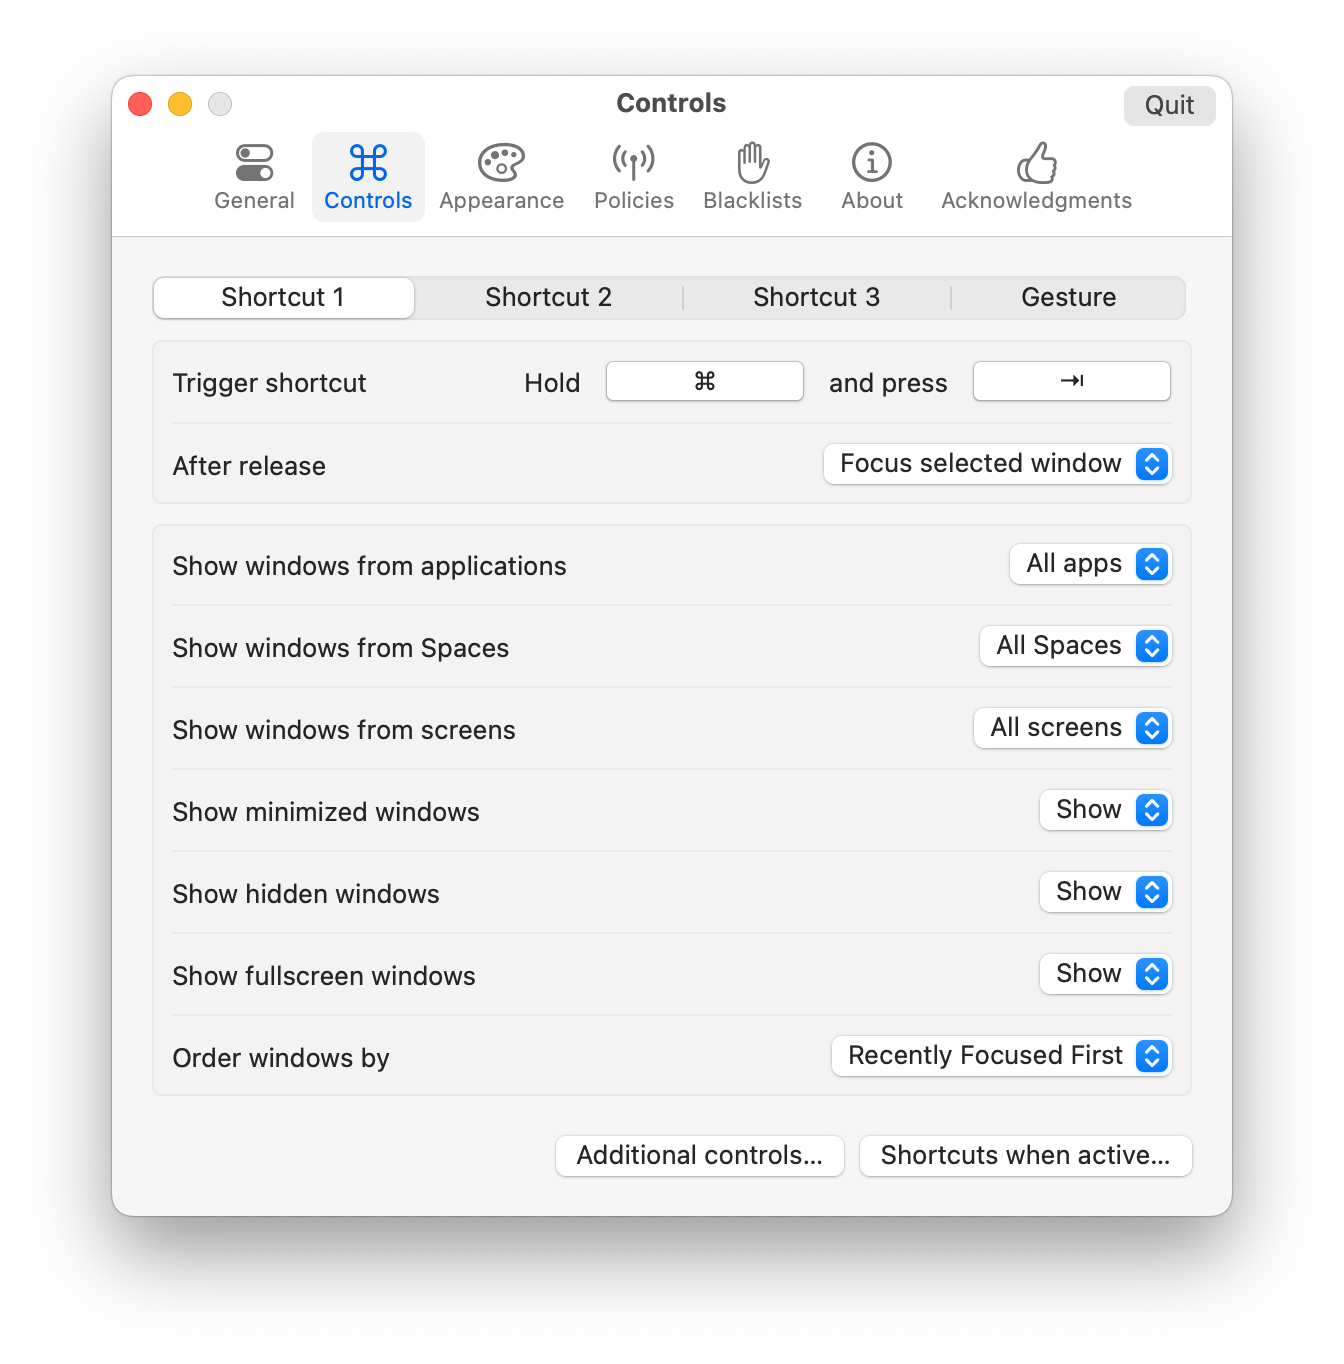 Controls
Quit
General Controls Appearance Policies Blacklists About Acknowledgments
Shortcut 1 Shortcut 2 Shortcut 3 Gesture
Trigger shortcut Hold ⌘ and press ⇥
After release Focus selected window
Show windows from applications All apps
Show windows from Spaces All Spaces
Show windows from screens All screens
Show minimized windows Show
Show hidden windows Show
Show fullscreen windows Show
Order windows by Recently Focused First
Additional controls... Shortcuts when active...